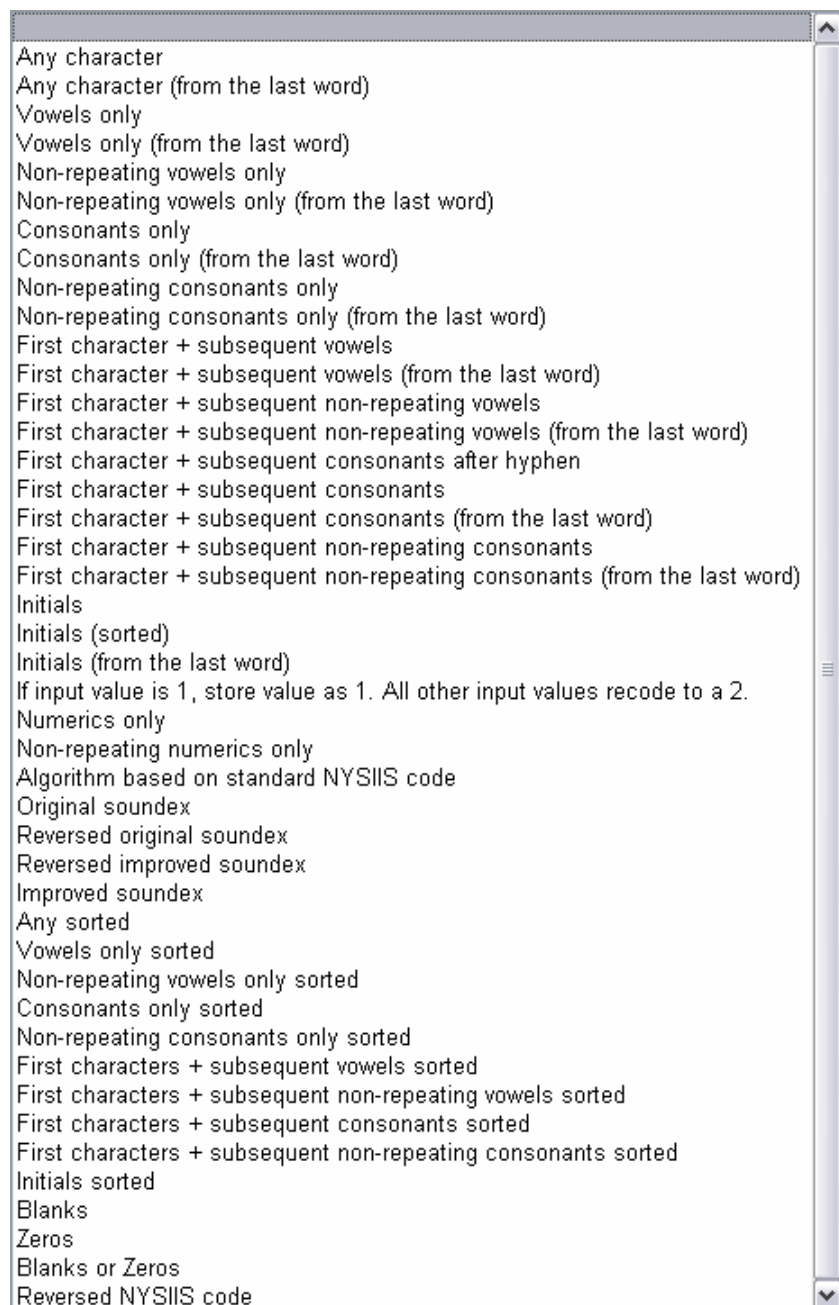 Any character
Any character (from the last word)
Vowels only
Vowels only (from the last word)
Non-repeating vowels only
Non-repeating vowels only (from the last word)
Consonants only
Consonants only (from the last word)
Non-repeating consonants only
Non-repeating consonants only (from the last word)
First character + subsequent vowels
First character + subsequent vowels (from the last word)
First character + subsequent non-repeating vowels
First character + subsequent non-repeating vowels (from the last word)
First character + subsequent consonants after hyphen
First character + subsequent consonants
First character + subsequent consonants (from the last word)
First character + subsequent non-repeating consonants
First character + subsequent non-repeating consonants (from the last word)
Initials
Initials (sorted)
Initials (from the last word)
If input value is 1, store value as 1. All other input values recode to a 2.
Numerics only
Non-repeating numerics only
Algorithm based on standard NYSIIS code
Original soundex
Reversed original soundex
Reversed improved soundex
Improved soundex
Any sorted
Vowels only sorted
Non-repeating vowels only sorted
Consonants only sorted
Non-repeating consonants only sorted
First characters + subsequent vowels sorted
First characters + subsequent non-repeating vowels sorted
First characters + subsequent consonants sorted
First characters + subsequent non-repeating consonants sorted
Initials sorted
Blanks
Zeros
Blanks or Zeros
Reversed NYSIIS code